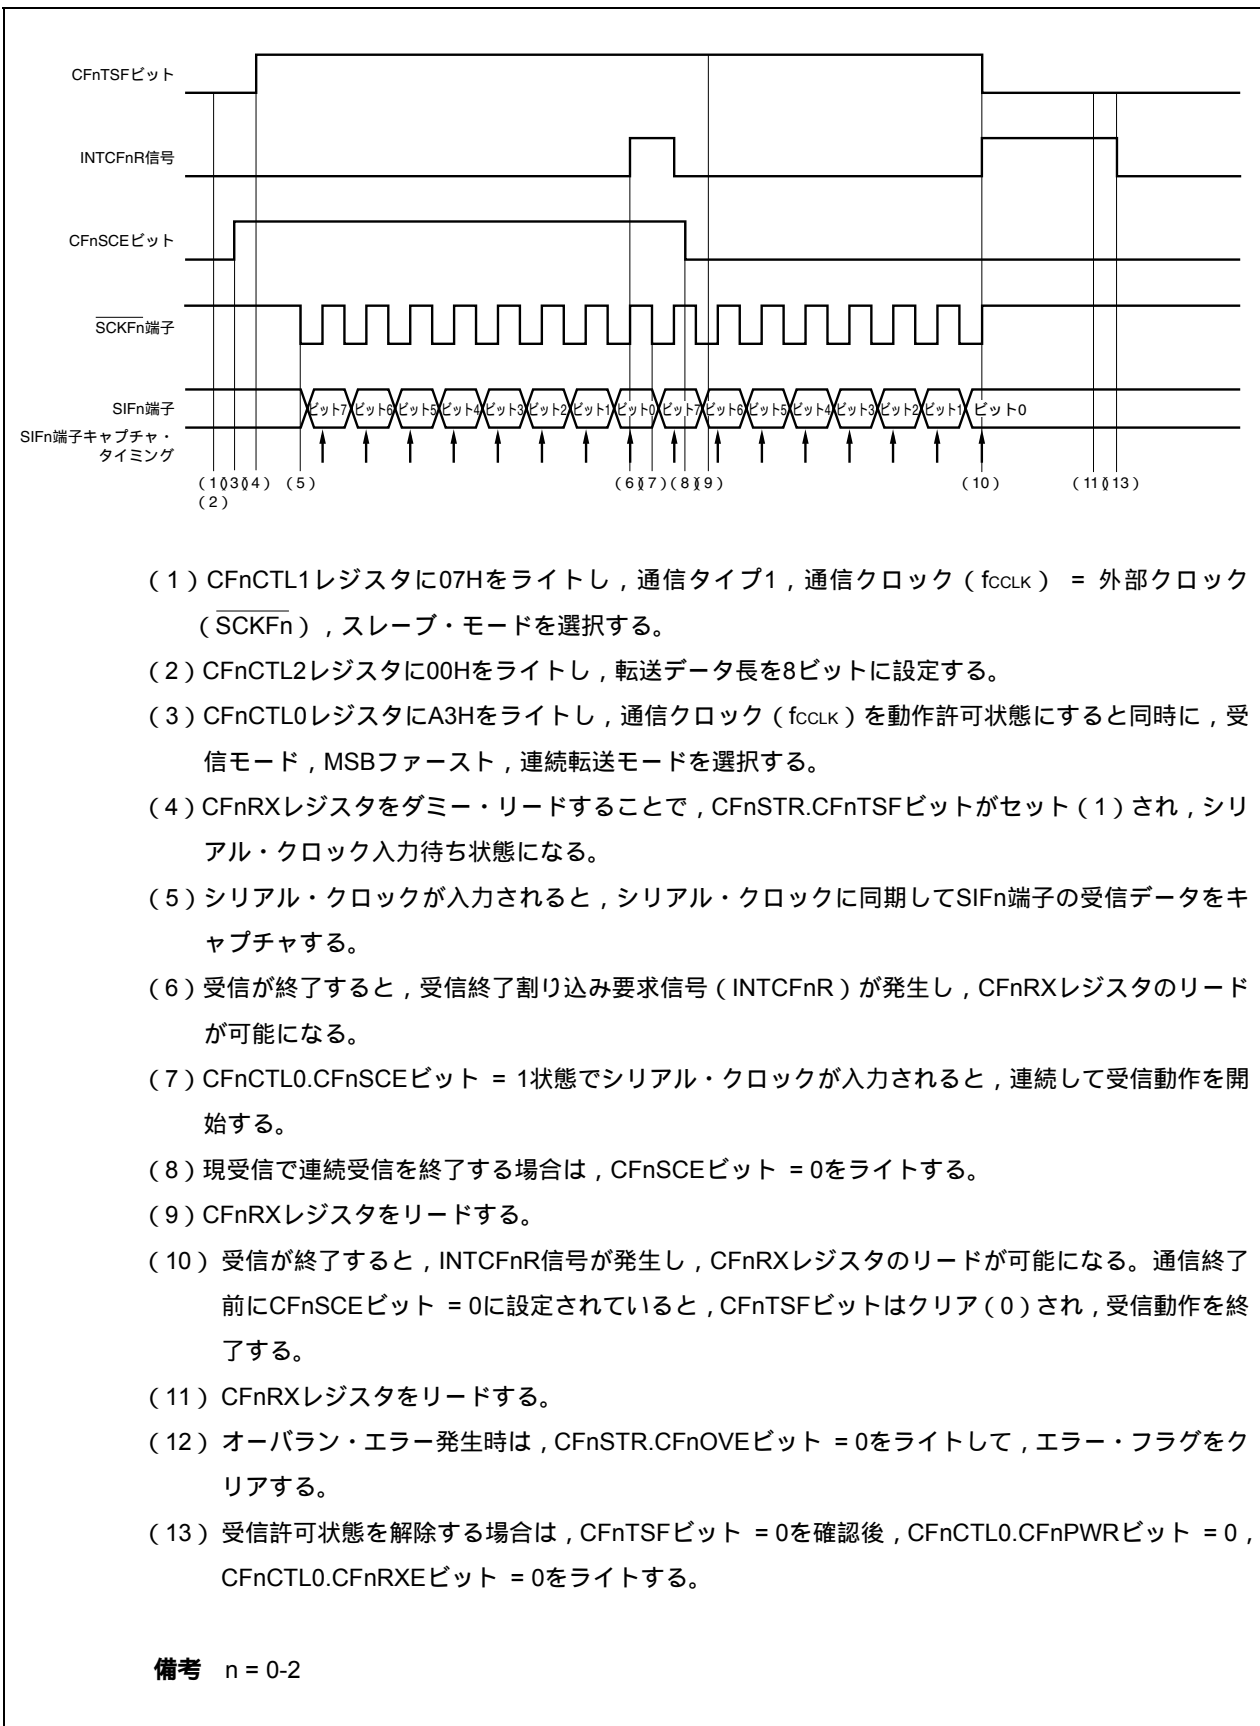 CFnTSFビット
INTCFnR信号
CFnSCEビット
SCKFn端子
SIFn端子
ビット7 ビット6 ビット5 ビット4 ビット3 ビット2 ビット1 ビット0 ビット7 ビット6 ビット5 ビット4 ビット3 ビット2 ビット1 ビット0
SIFn端子キャプチャ・
タイミング
(1)(3)(4) (5) (6)(7)(8)(9) (10) (11)(13)
(2)
(1)CFnCTL1レジスタに07Hをライトし,通信タイプ1,通信クロック(fCCLK) = 外部クロック
(SCKFn),スレーブ・モードを選択する。
(2)CFnCTL2レジスタに00Hをライトし,転送データ長を8ビットに設定する。
(3)CFnCTL0レジスタにA3Hをライトし,通信クロック(fCCLK)を動作許可状態にすると同時に,受
信モード,MSBファースト,連続転送モードを選択する。
(4)CFnRXレジスタをダミー・リードすることで,CFnSTR.CFnTSFビットがセット(1)され,シリ
アル・クロック入力待ち状態になる。
(5)シリアル・クロックが入力されると,シリアル・クロックに同期してSIFn端子の受信データをキ
ャプチャする。
(6)受信が終了すると,受信終了割り込み要求信号(INTCFnR)が発生し,CFnRXレジスタのリード
が可能になる。
(7)CFnCTL0.CFnSCEビット = 1状態でシリアル・クロックが入力されると,連続して受信動作を開
始する。
(8)現受信で連続受信を終了する場合は,CFnSCEビット = 0をライトする。
(9)CFnRXレジスタをリードする。
(10) 受信が終了すると,INTCFnR信号が発生し,CFnRXレジスタのリードが可能になる。通信終了
前にCFnSCEビット = 0に設定されていると,CFnTSFビットはクリア(0)され,受信動作を終
了する。
(11) CFnRXレジスタをリードする。
(12) オーバラン・エラー発生時は,CFnSTR.CFnOVEビット = 0をライトして,エラー・フラグをク
リアする。
(13) 受信許可状態を解除する場合は,CFnTSFビット = 0を確認後,CFnCTL0.CFnPWRビット = 0,
CFnCTL0.CFnRXEビット = 0をライトする。
備考 n = 0-2